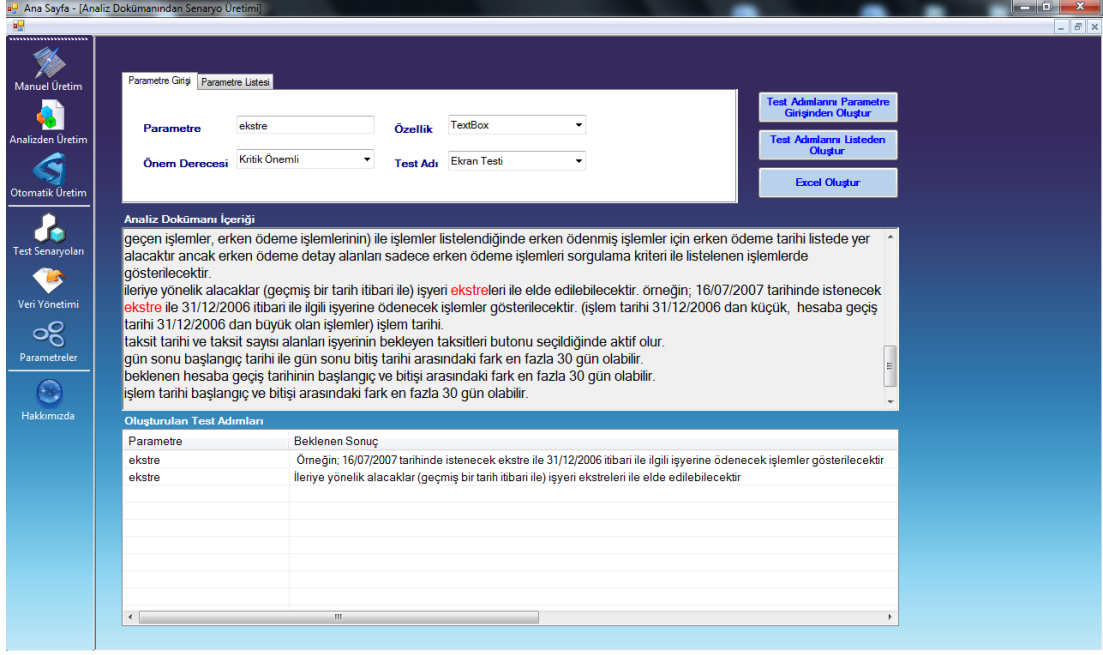 Ana Sayfa - [Analiz Dokümanından Senaryo Üretimi]
Manuel Üretim
Analizden Üretim
Otomatik Üretim
Test Senaryoları
Veri Yönetimi
Parametreler
Hakkımızda
Parametre Girişi
Parametre Listesi
Parametre
ekstre
Özellik
TextBox
Önem Derecesi
Kritik Önemli
Test Adı
Ekran Testi
Test Adımlarını Parametre
Girişinden Oluştur
Test Adımlarını Listeden
Oluştur
Excel Oluştur
Analiz Dokümanı İçeriği
geçen işlemler, erken ödeme işlemlerinin) ile işlemler listelendiğinde erken ödenmiş işlemler için erken ödeme tarihi listede yer
alacaktır ancak erken ödeme detay alanları sadece erken ödeme işlemleri sorgulama kriteri ile listelenen işlemlerde
gösterilecektir.
ileriye yönelik alacaklar (geçmiş bir tarih itibari ile) işyeri ekstreleri ile elde edilebilecektir. örneğin; 16/07/2007 tarihinde istenecek
ekstre ile 31/12/2006 itibari ile ilgili işyerine ödenecek işlemler gösterilecektir. (işlem tarihi 31/12/2006 dan küçük, hesaba geçiş
tarihi 31/12/2006 dan büyük olan işlemler) işlem tarihi.
taksit tarihi ve taksit sayısı alanları işyerinin bekleyen taksitleri butonu seçildiğinde aktif olur.
gün sonu başlangıç tarihi ile gün sonu bitiş tarihi arasındaki fark en fazla 30 gün olabilir.
beklenen hesaba geçiş tarihinin başlangıç ve bitişi arasındaki fark en fazla 30 gün olabilir.
işlem tarihi başlangıç ve bitişi arasındaki fark en fazla 30 gün olabilir.
Oluşturulan Test Adımları
Parametre
Beklenen Sonuç
ekstre
Örneğin; 16/07/2007 tarihinde istenecek ekstre ile 31/12/2006 itibari ile ilgili işyerine ödenecek işlemler gösterilecektir
ekstre
İleriye yönelik alacaklar (geçmiş bir tarih itibari ile) işyeri ekstreleri ile elde edilebilecektir